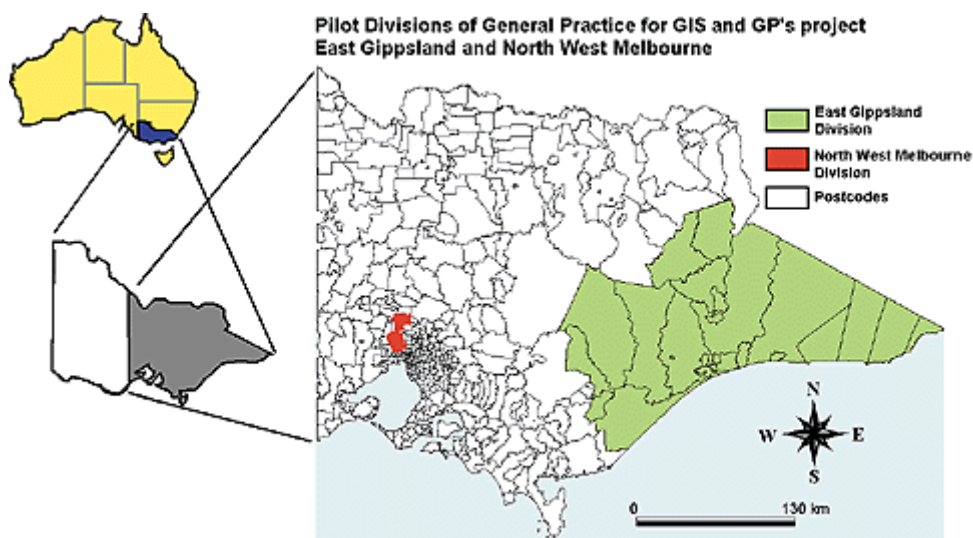 Pilot Divisions of General Practice for GIS and GP's project
East Gippsland and North West Melbourne
East Gippsland
Division
North West Melbourne
Division
Postcodes
N
W E
S
0 130 km